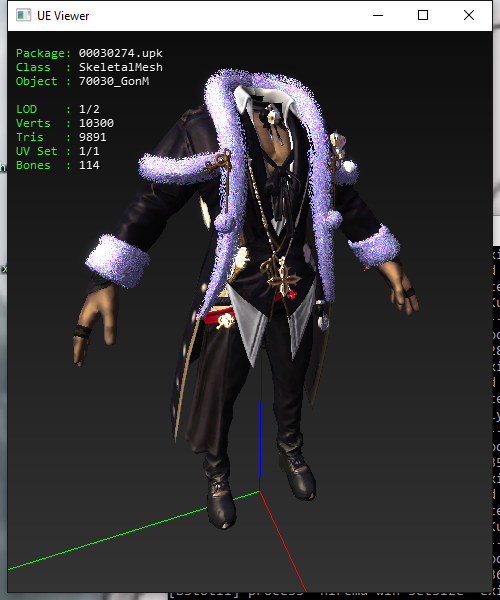 UE Viewer
Package: 00030274.upk
Class : SkeletalMesh
Object : 70030_GonM
LOD : 1/2
Verts : 10300
Tris : 9891
UV Set : 1/1
Bones : 114